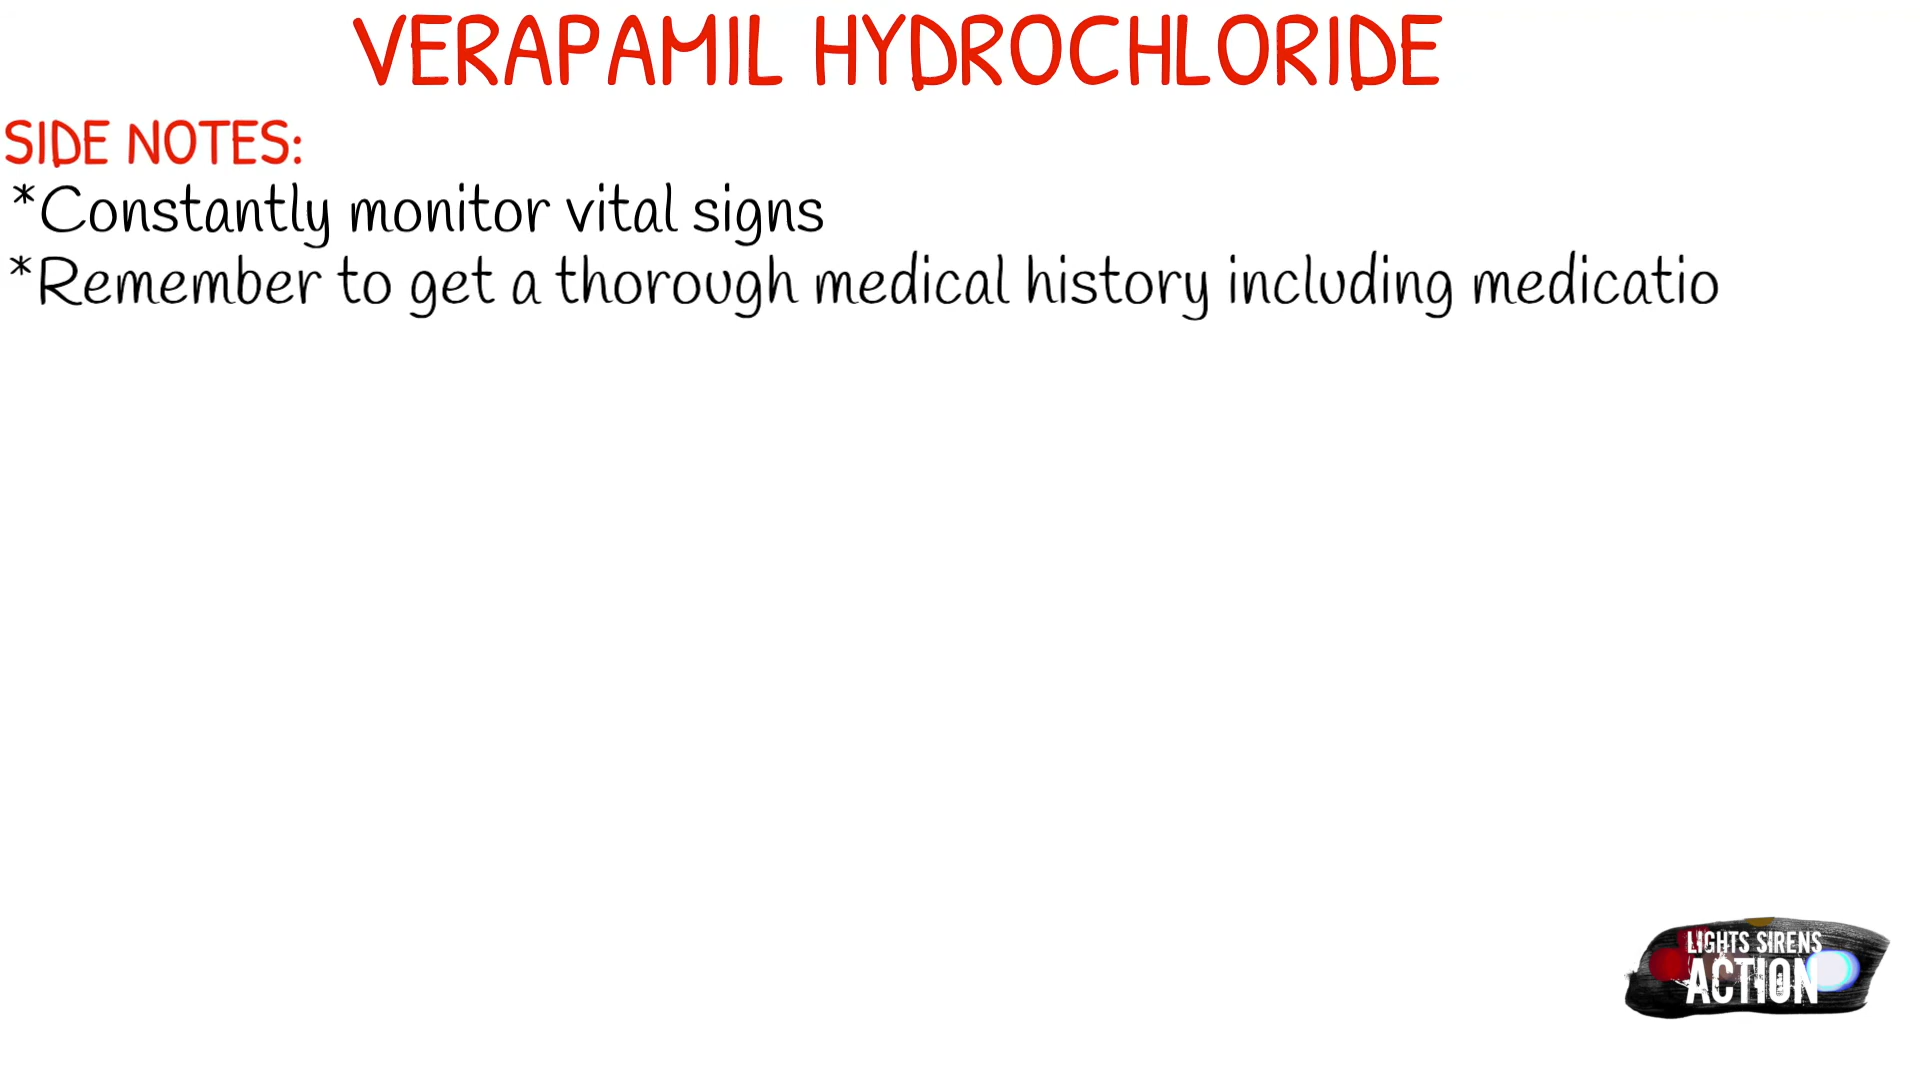 VERAPAMIL HYDROCHLORIDE
SIDE NOTES:
*Constantly monitor vital signs
*Remember to get a thorough medical history including medicatio
LIGHTS SIRENS
ACTION